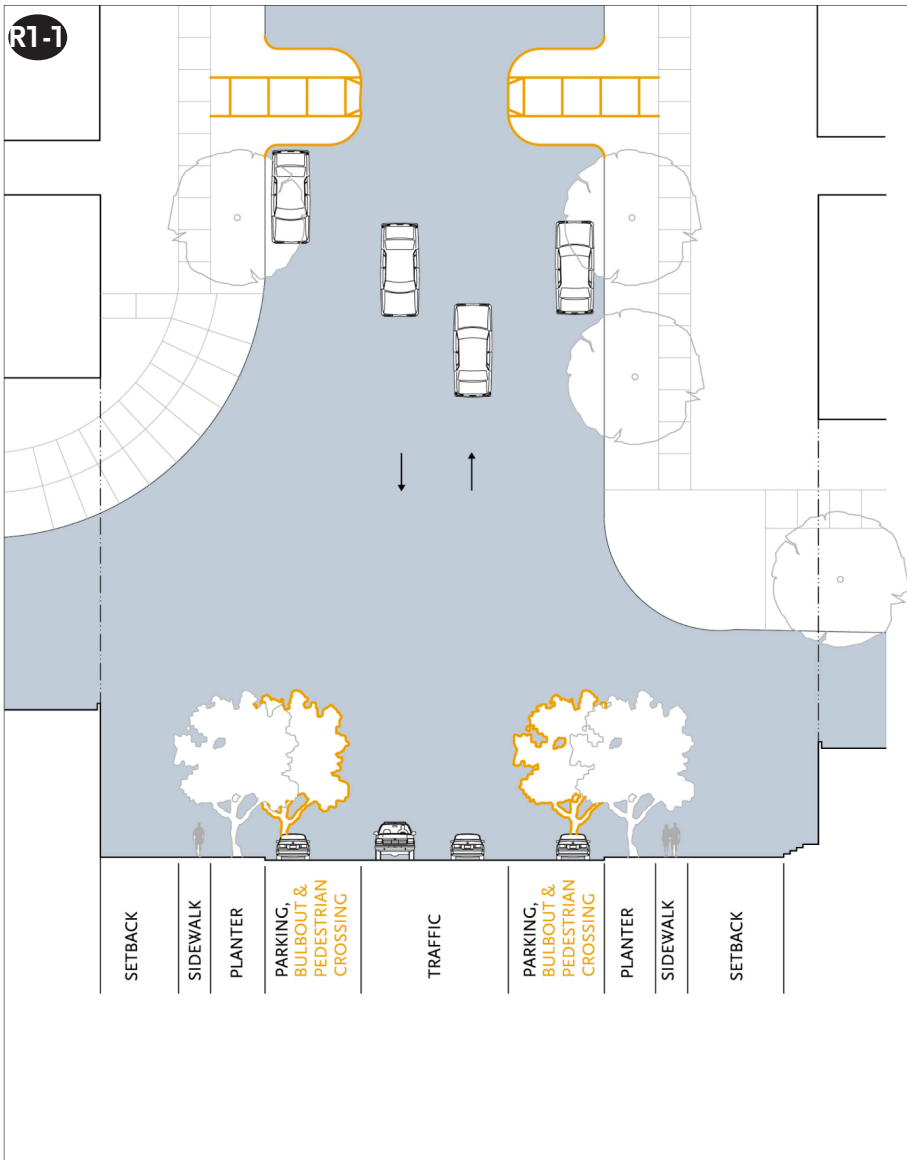 R1-1
SETBACK
SIDEWALK
PLANTER
PARKING,
BULBOUT &
PEDESTRIAN
CROSSING
TRAFFIC
PARKING,
BULBOUT &
PEDESTRIAN
CROSSING
PLANTER
SIDEWALK
SETBACK